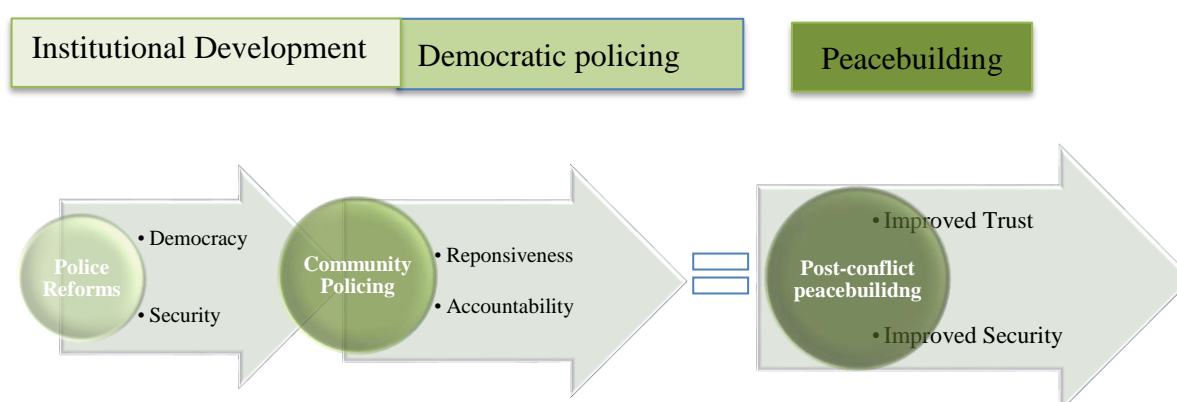 Institutional Development
Democratic policing
Peacebuilding
Police
Reforms
• Democracy
• Security
Community
Policing
• Reponsiveness
• Accountability
Post-conflict
peacebuilidng
• Improved Trust
• Improved Security